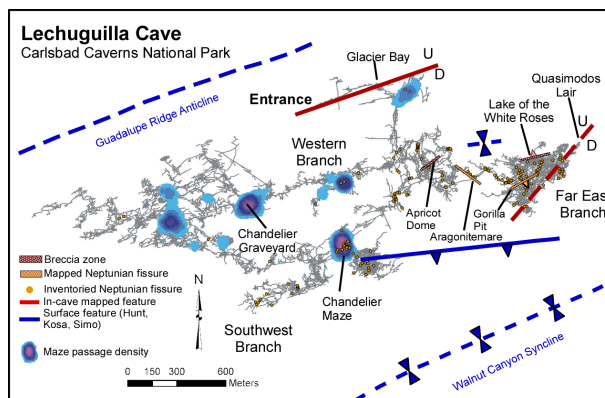 Lechuguilla Cave
Carlsbad Caverns National Park
Guadalupe Ridge Anticline
Glacier Bay
U
D
Entrance
Quasimodos
Lair
Lake of the
White Roses
U
D
Western
Branch
Far East
Branch
Apricot
Dome
Gorilla
Pit
Aragonitemare
Chandelier
Graveyard
Chandelier
Maze
Southwest
Branch
Breccia zone
Mapped Neptunian fissure
Inventoried Neptunian fissure
In-cave mapped feature
Surface feature (Hunt,
Kosa, Simo)
Maze passage density
N
0 150 300 600
Meters
Walnut Canyon Syncline